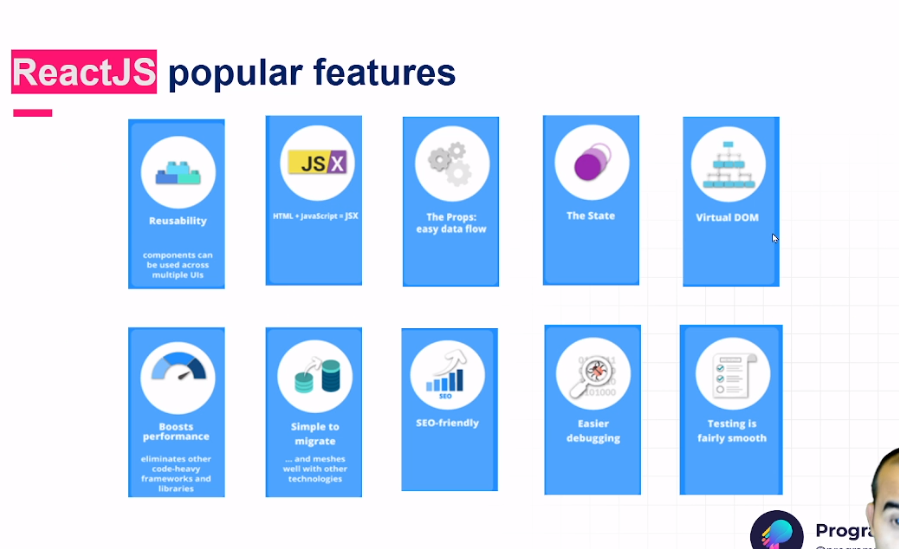 ReactJS popular features
Reusability
components can
be used across
multiple UIs
JSX
HTML + JavaScript = JSX
The Props:
easy data flow
The State
Virtual DOM
Boosts
performance
eliminates other
code-heavy
frameworks and
libraries
Simple to
migrate
... and meshes
well with other
technologies
SEO
SEO-friendly
Easier
debugging
Testing is
fairly smooth